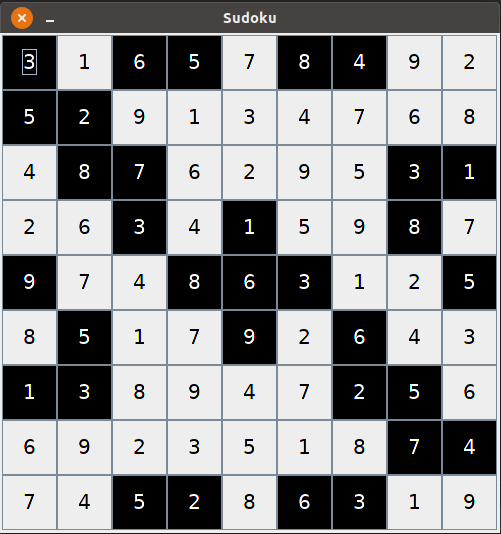 Sudoku
3 1 6 5 7 8 4 9 2
5 2 9 1 3 4 7 6 8
4 8 7 6 2 9 5 3 1
2 6 3 4 1 5 9 8 7
9 7 4 8 6 3 1 2 5
8 5 1 7 9 2 6 4 3
1 3 8 9 4 7 2 5 6
6 9 2 3 5 1 8 7 4
7 4 5 2 8 6 3 1 9